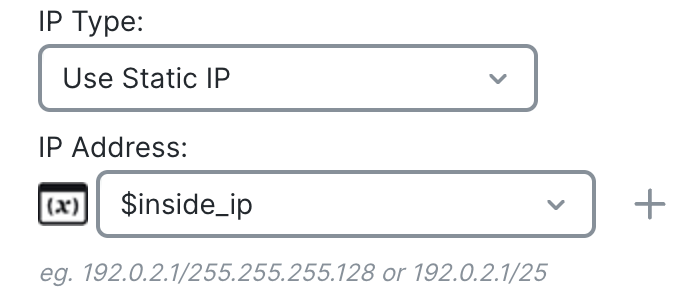 IP Type:
Use Static IP
IP Address:
(x) $inside_ip
eg. 192.0.2.1/255.255.255.128 or 192.0.2.1/25